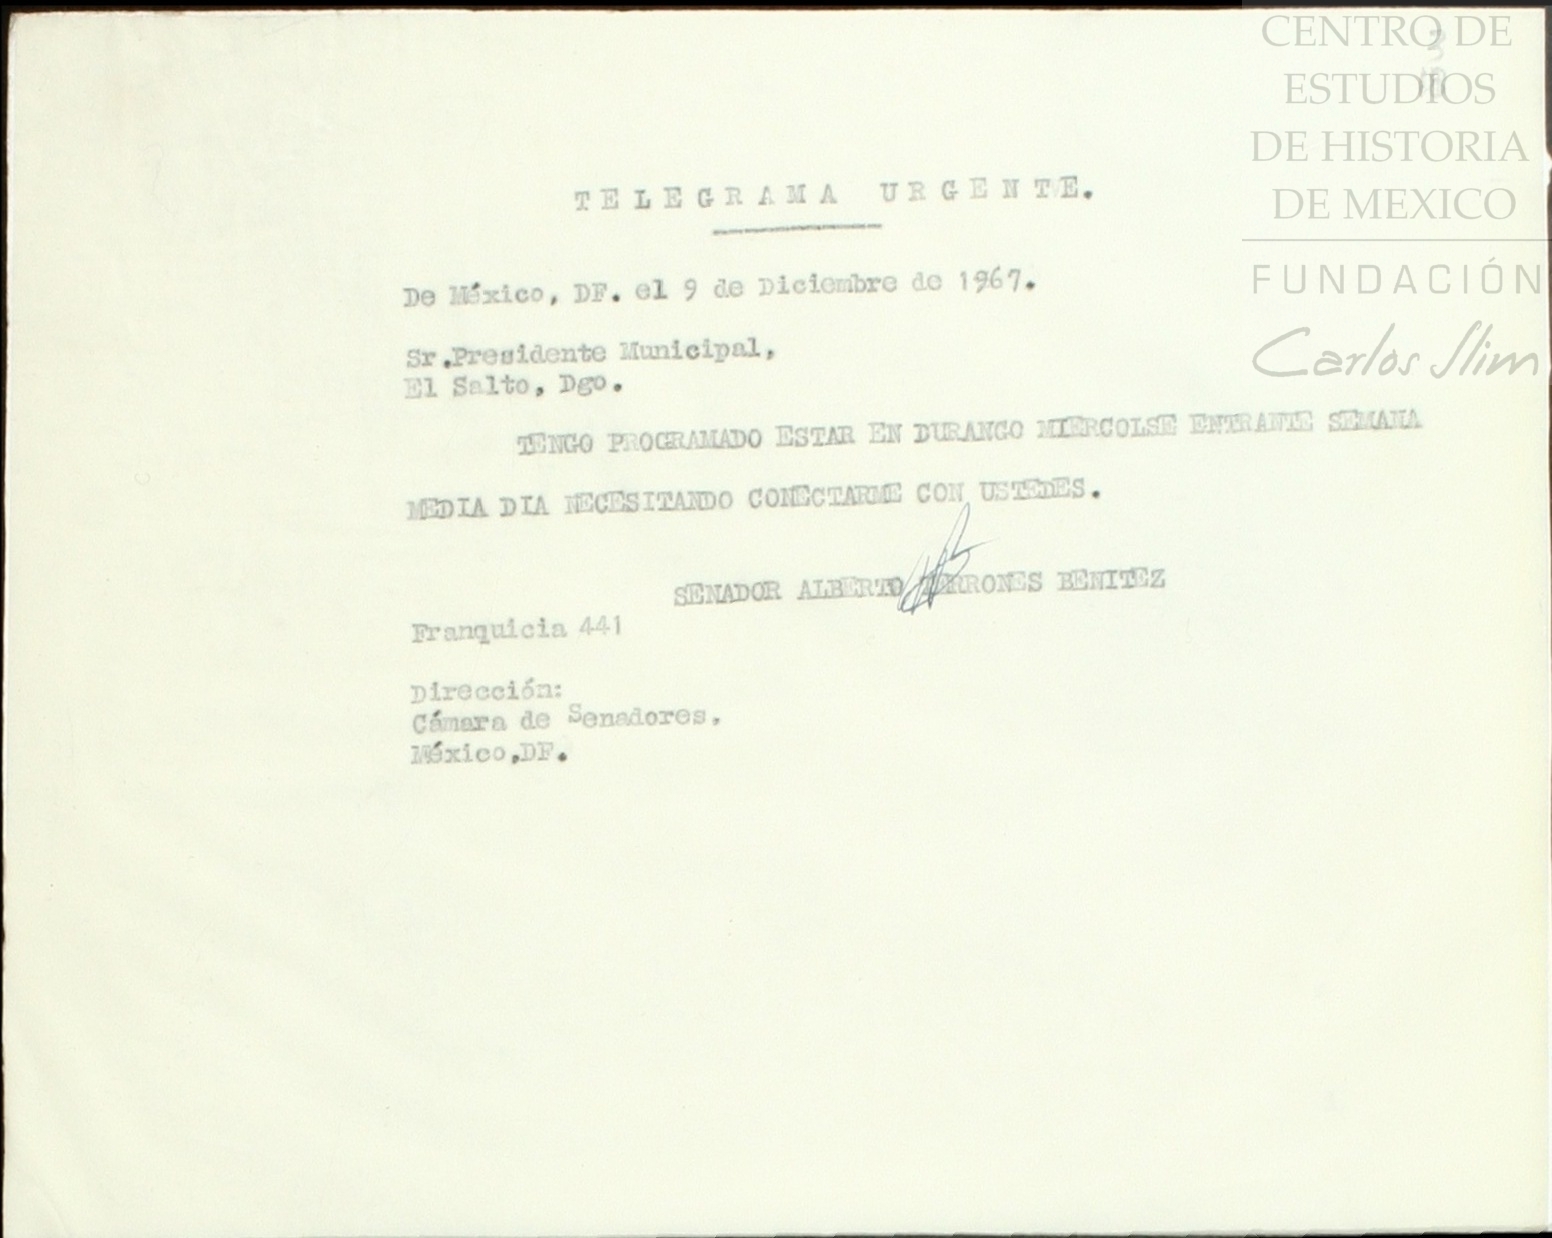 CENTRO DE
ESTUDIOS
DE HISTORIA
DE MEXICO
FUNDACIÓN
Carlos Slim
TELEGRAMA URGENTE.
De México, DF. el 9 de Diciembre de 1967.
Sr.Presidente Municipal,
El Salto, Dgo.
TENGO PROGRAMADO ESTAR EN DURANGO MIERCOLSE ENTRANTE SEMANA
MEDIA DIA NECESITANDO CONECTARME CON USTEDES.
SENADOR ALBERTO TERRONES BENITEZ
Franquicia 441
Dirección:
Cámara de Senadores.
México,DF.